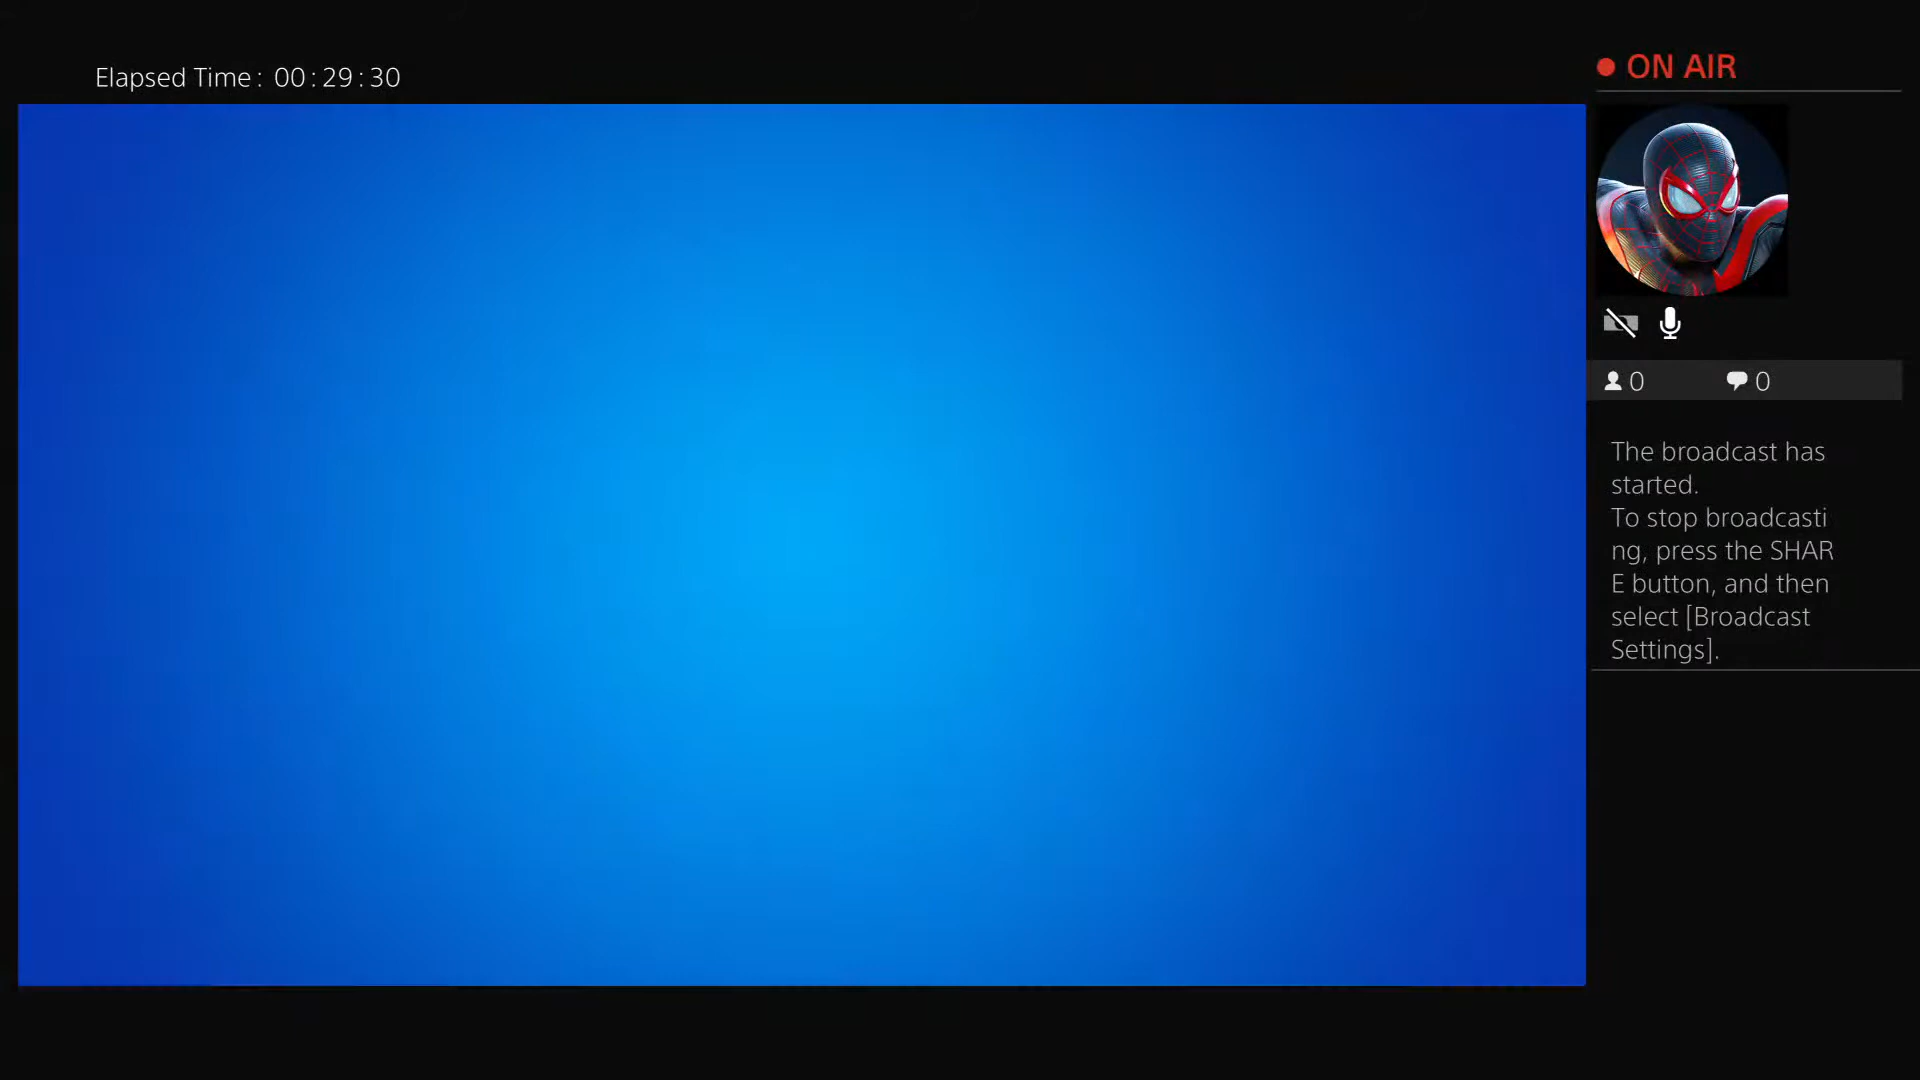 Elapsed Time: 00:29:30
ON AIR
0 0
The broadcast has
started.
To stop broadcasti
ng, press the SHAR
E button, and then
select [Broadcast
Settings].